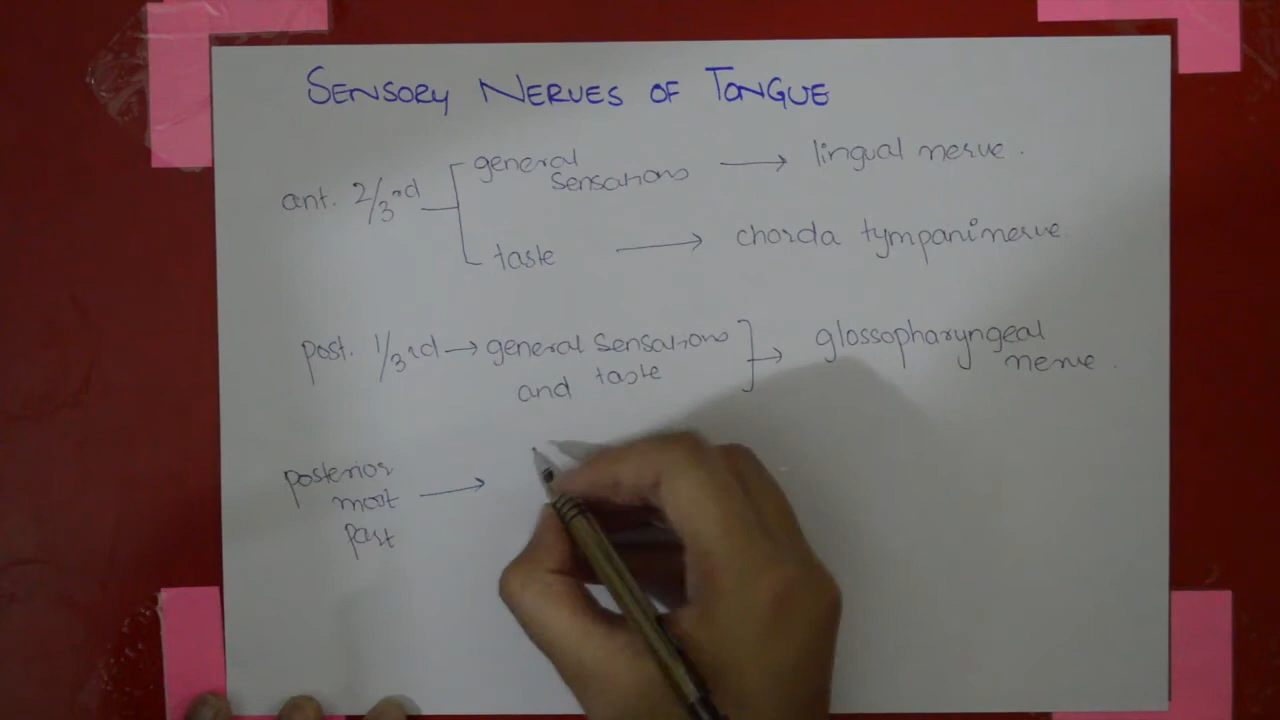 SENSORY NERVES OF TONGUE
general sensations → lingual nerve.
ant. 2/3rd
taste → chorda tympani nerve
post. 1/3rd → general sensations and taste → glossopharyngeal nerve.
posterior
most →
part